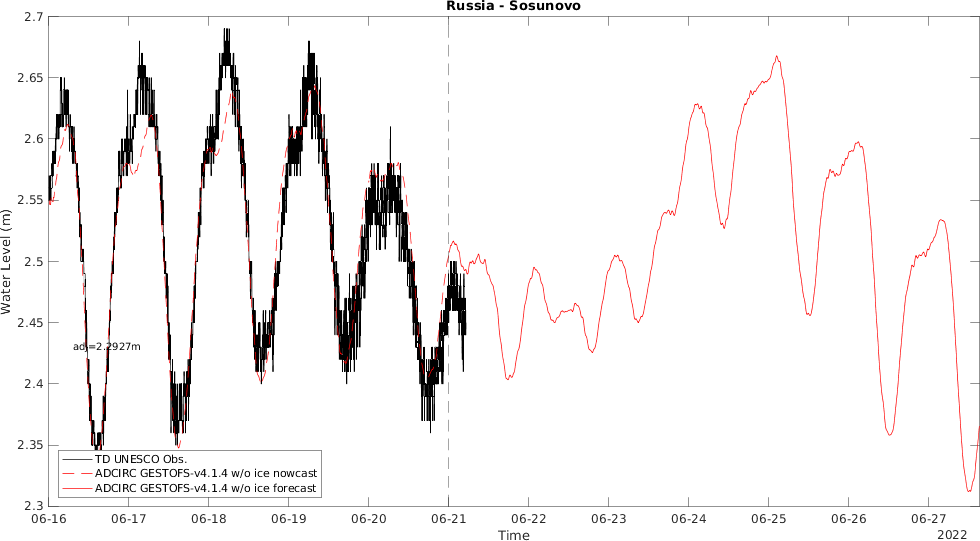 Russia - Sosunovo
2.7
2.65
2.6
2.55
2.5
2.45
2.4
2.35
2.3
Water Level (m)
adj=2.2927m
TD UNESCO Obs.
ADCIRC GESTOFS-v4.1.4 w/o ice nowcast
ADCIRC GESTOFS-v4.1.4 w/o ice forecast
06-16 06-17 06-18 06-19 06-20 06-21 06-22 06-23 06-24 06-25 06-26 06-27
Time
2022